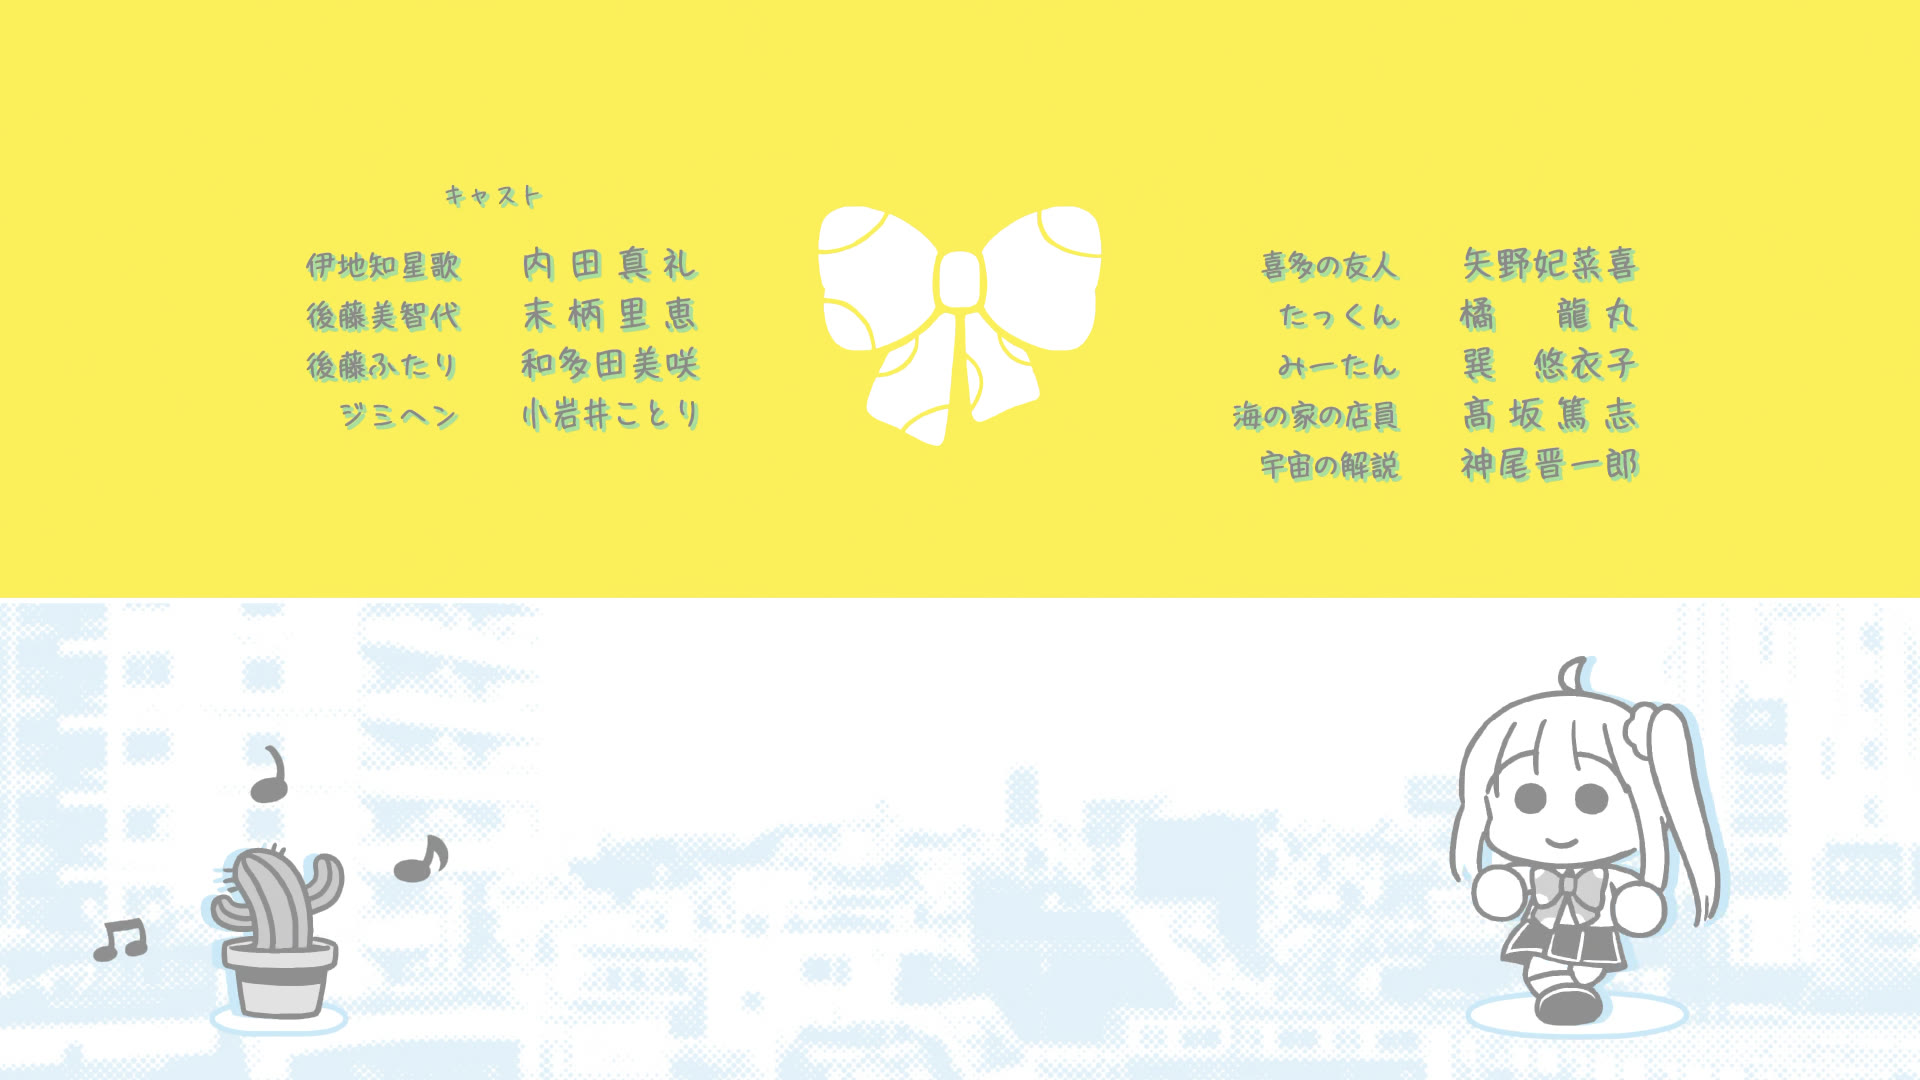 キャスト
伊地知星歌 内田真礼
後藤美智代 末柄里恵
後藤ふたり 和多田美咲
ジミヘン 小岩井ことり
喜多の友人 矢野妃菜喜
たっくん 橘 龍丸
みーたん 巽 悠衣子
海の家の店員 髙坂篤志
宇宙の解説 神尾晋一郎